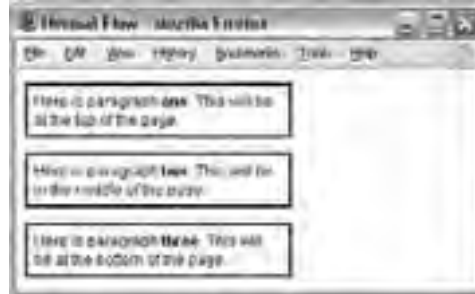 Normal Flow - Mozilla Firefox
File Edit View History Bookmarks Tools Help
Here is paragraph one. This will be
at the top of the page.
Here is paragraph two. This will be
in the middle of the page.
Here is paragraph three. This will
be at the bottom of the page.